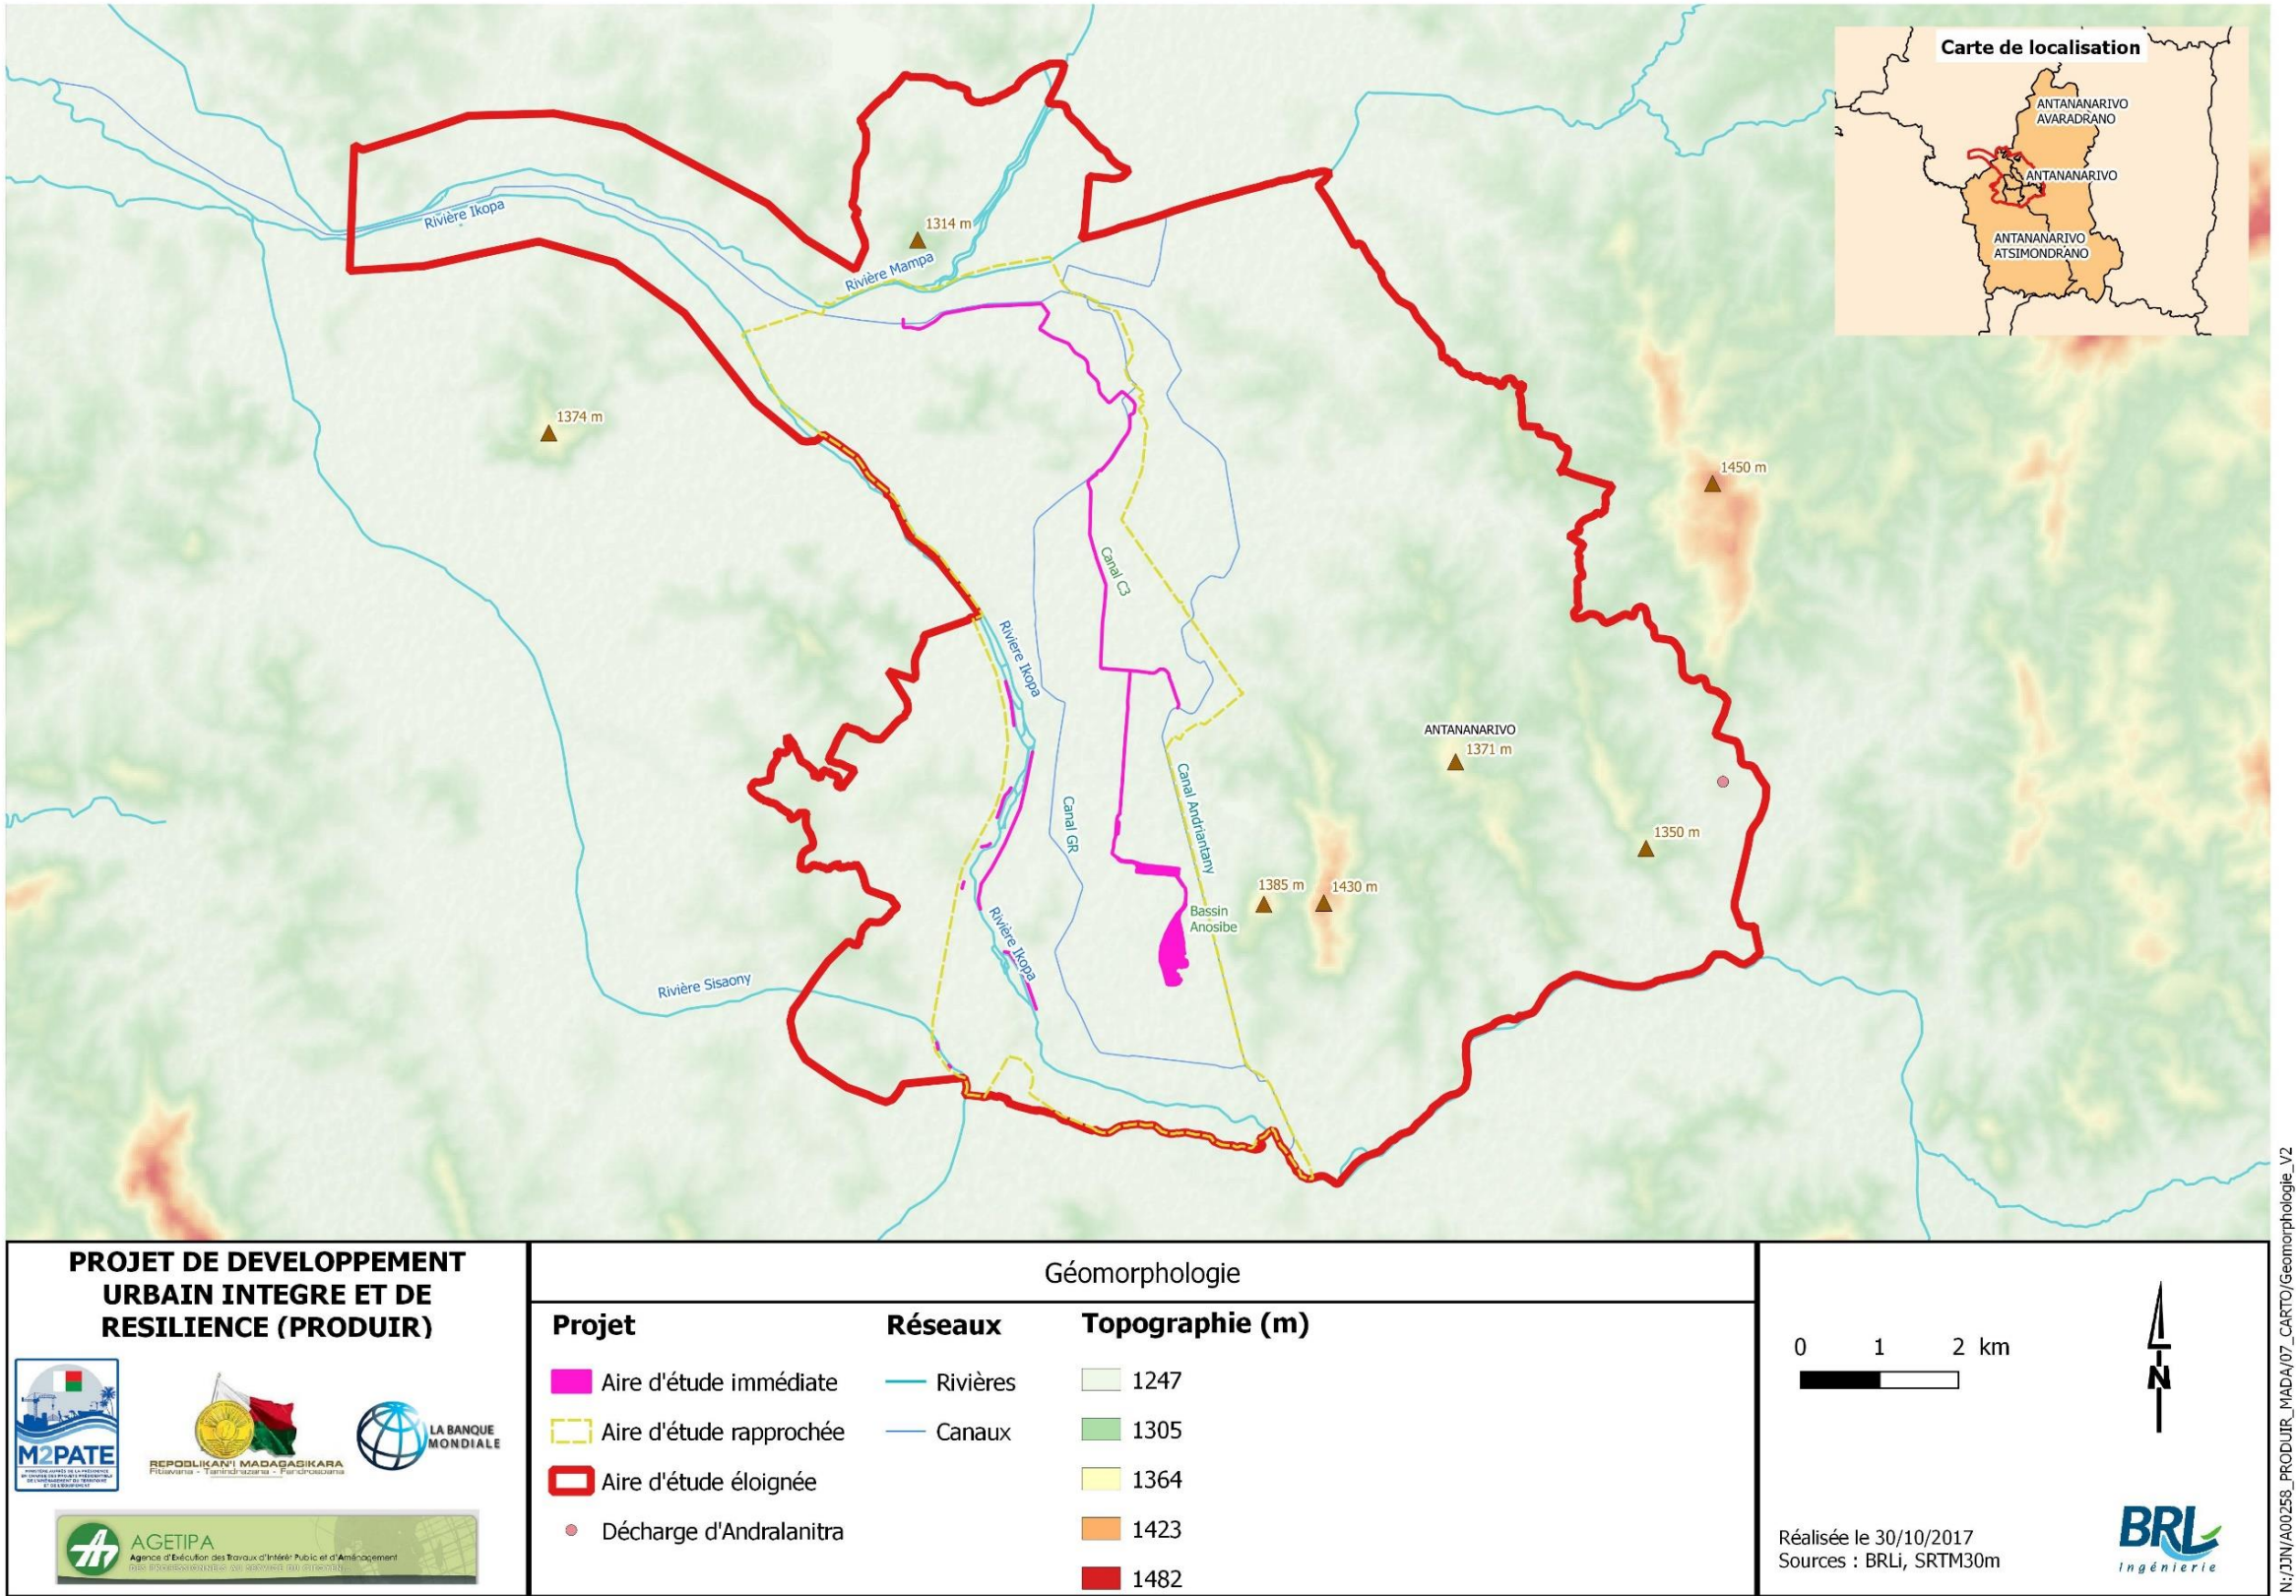 Carte de localisation
ANTANANARIVO
AVARADRANO
ANTANANARIVO
ANTANANARIVO
ATSIMONDRANO
Rivière Ikopa
1314 m
Rivière Mampa
1374 m
1450 m
Canal C3
Riviere Ikopa
ANTANANARIVO
1371 m
Canal Andriantany
Canal GR
1350 m
1385 m
1430 m
Bassin
Anosibe
Rivière Ikopa
Rivière Sisaony
PROJET DE DEVELOPPEMENT
URBAIN INTEGRE ET DE
RESILIENCE (PRODUIR)
M2PATE
REPOBLIKAN'I MADAGASIKARA
Fitiavana - Tanindrazana - Fandrosoana
LA BANQUE
MONDIALE
AGETIPA
Agence d'Exécution des Travaux d'Intérêt Public et d'Aménagement
Géomorphologie
Projet
Aire d'étude immédiate
Aire d'étude rapprochée
Aire d'étude éloignée
Décharge d'Andralanitra
Réseaux
Rivières
Canaux
Topographie (m)
1247
1305
1364
1423
1482
0 1 2 km
N
Réalisée le 30/10/2017
Sources : BRLi, SRTM30m
BRL
Ingénierie
N:/JJN/A00258_PRODUIR_MADA/07_CARTO/Geomorphologie_V2